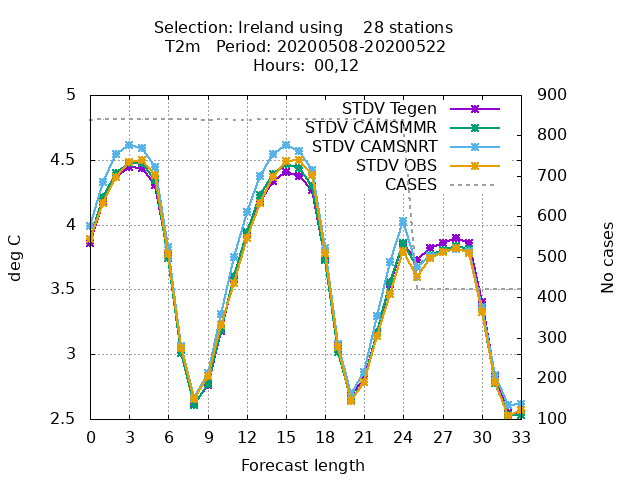 Selection: Ireland using    28 stations
T2m   Period: 20200508-20200522
Hours:  00,12
5
4.5
4
3.5
3
2.5
deg C
900
800
700
600
500
400
300
200
100
No cases
STDV Tegen
STDV CAMSMMR
STDV CAMSNRT
STDV OBS
CASES
0 3 6 9 12 15 18 21 24 27 30 33
Forecast length